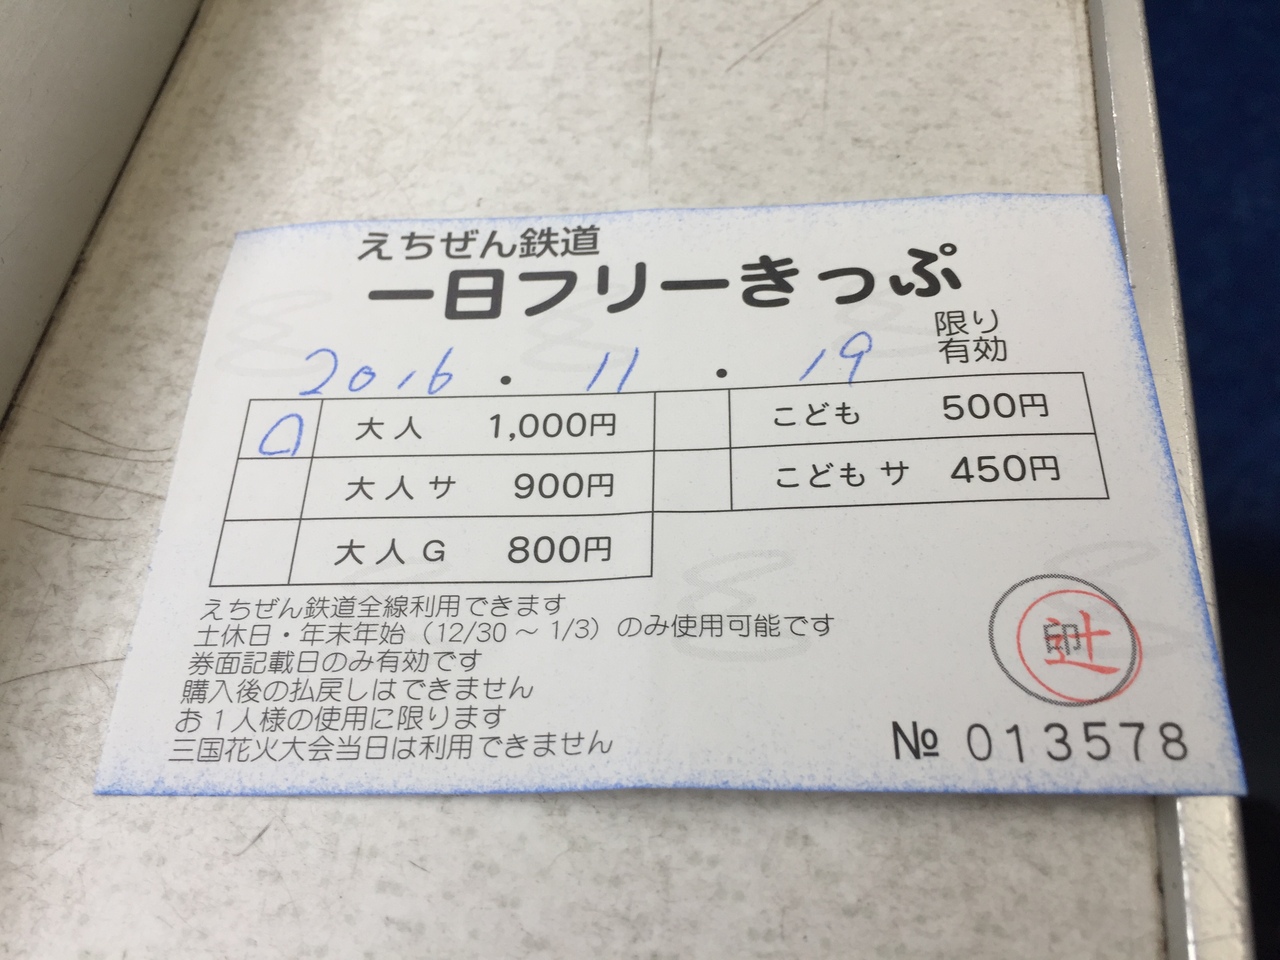 えちぜん鉄道
一日フリーきっぷ
2016 . 11 . 19 限り有効
大人 1,000円 こども 500円
大人サ 900円 こどもサ 450円
大人G 800円
えちぜん鉄道全線利用できます
土休日・年末年始（12/30～1/3）のみ使用可能です
券面記載日のみ有効です
購入後の払戻しはできません
お1人様の使用に限ります
三国花火大会当日は利用できません
印
辻
№ 013578